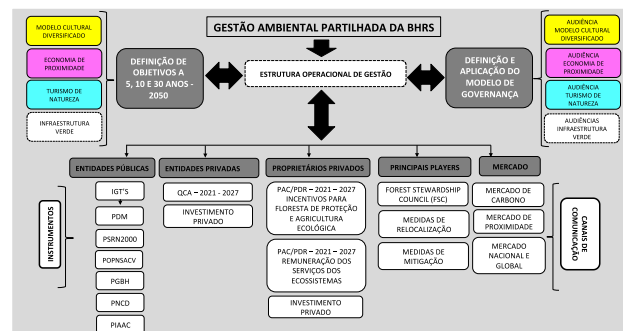 GESTÃO AMBIENTAL PARTILHADA DA BHRS
MODELO CULTURAL
DIVERSIFICADO
ECONOMIA DE
PROXIMIDADE
TURISMO DE
NATUREZA
INFRAESTRUTURA
VERDE
DEFINIÇÃO DE
OBJETIVOS A
5, 10 E 30 ANOS -
2050
ESTRUTURA OPERACIONAL DE GESTÃO
DEFINIÇÃO E
APLICAÇÃO DO
MODELO DE
GOVERNANÇA
AUDIÊNCIA
MODELO CULTURAL
DIVERSIFICADO
AUDIÊNCIA
ECONOMIA DE
PROXIMIDADE
AUDIÊNCIA
TURISMO DE
NATUREZA
AUDIÊNCIAS
INFRAESTRUTURA
VERDE
ENTIDADES PÚBLICAS
ENTIDADES PRIVADAS
PROPRIETÁRIOS PRIVADOS
PRINCIPAIS PLAYERS
MERCADO
INSTRUMENTOS
IGT'S
PDM
PSRN2000
POPNSACV
PGBH
PNCD
PIAAC
QCA – 2021 - 2027
INVESTIMENTO
PRIVADO
PAC/PDR – 2021 – 2027
INCENTIVOS PARA
FLORESTA DE PROTEÇÃO
E AGRICULTURA
ECOLÓGICA
PAC/PDR – 2021 – 2027
REMUNERAÇÃO DOS
SERVIÇOS DOS
ECOSSISTEMAS
INVESTIMENTO
PRIVADO
FOREST STEWARDSHIP
COUNCIL (FSC)
MEDIDAS DE
RELOCALIZAÇÃO
MEDIDAS DE
MITIGAÇÃO
MERCADO DE
CARBONO
MERCADO DE
PROXIMIDADE
MERCADO
NACIONAL E
GLOBAL
CANAIS DE
COMUNICAÇÃO